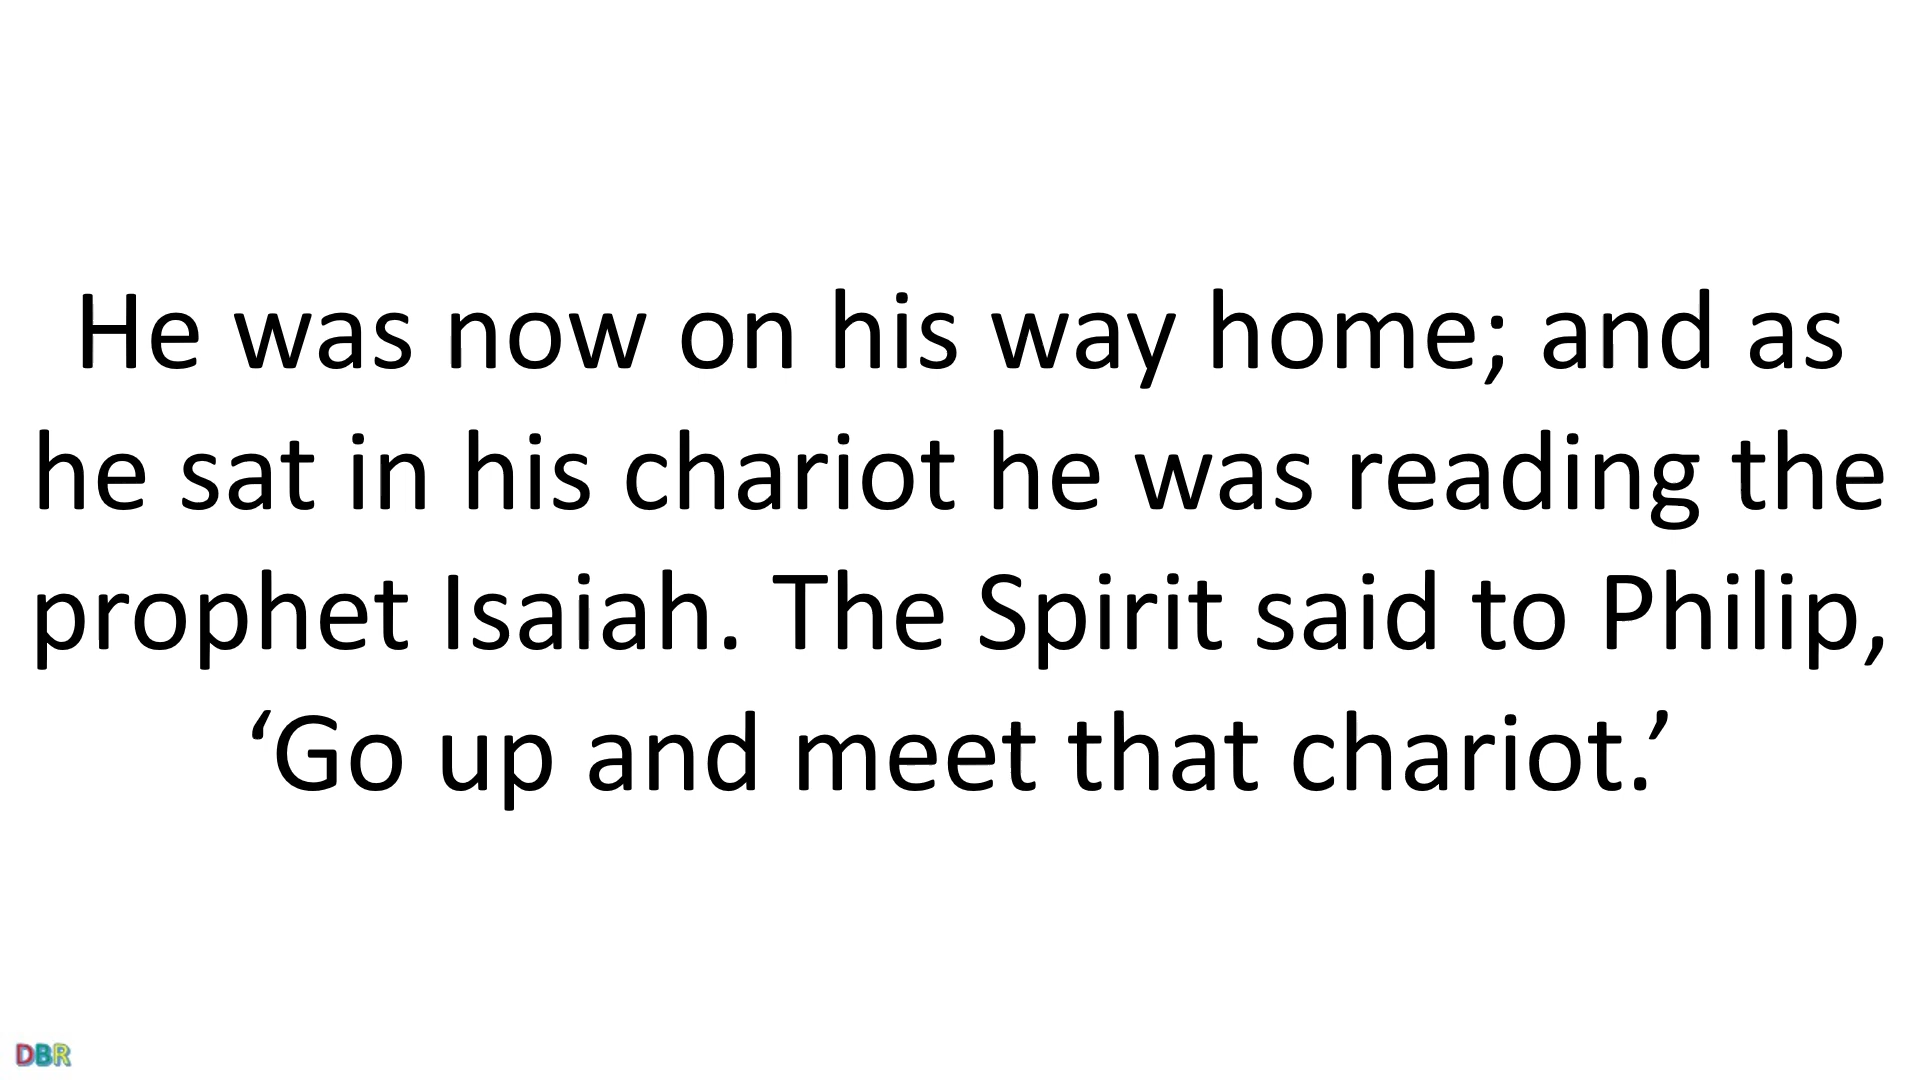 He was now on his way home; and as
he sat in his chariot he was reading the
prophet Isaiah. The Spirit said to Philip,
‘Go up and meet that chariot.’
DBR